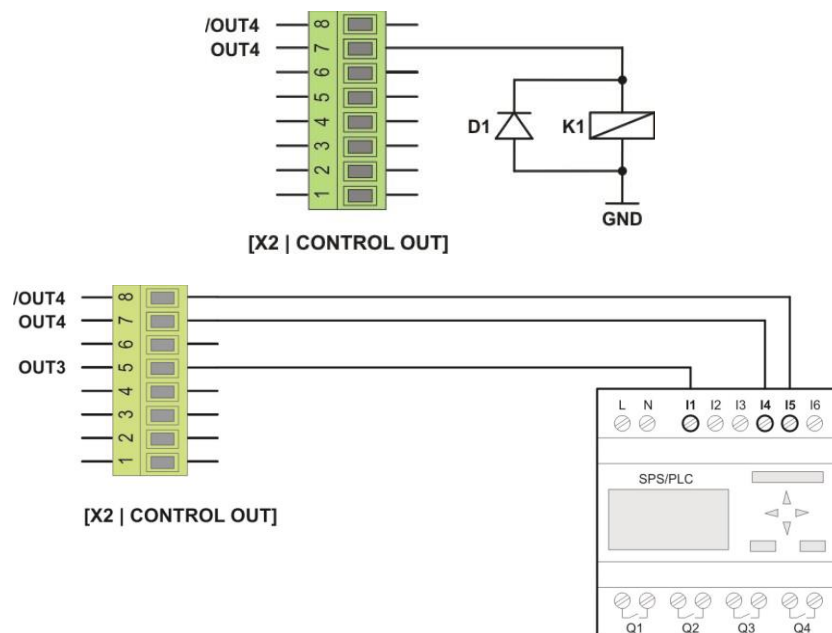 /OUT4
OUT4
8
7
6
5
4
3
2
1
D1
K1
GND
[X2 | CONTROL OUT]
/OUT4
OUT4
OUT3
8
7
6
5
4
3
2
1
[X2 | CONTROL OUT]
L N I1 I2 I3 I4 I5 I6
SPS/PLC
Q1 Q2 Q3 Q4